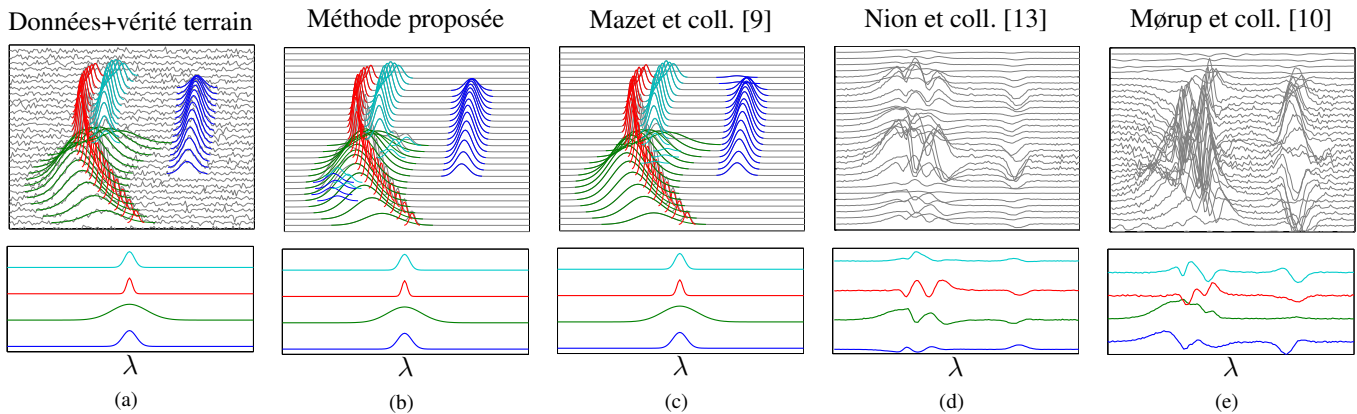 Données+vérité terrain
Méthode proposée
Mazet et coll. [9]
Nion et coll. [13]
Mørup et coll. [10]
λ
λ
λ
λ
λ
(a)
(b)
(c)
(d)
(e)